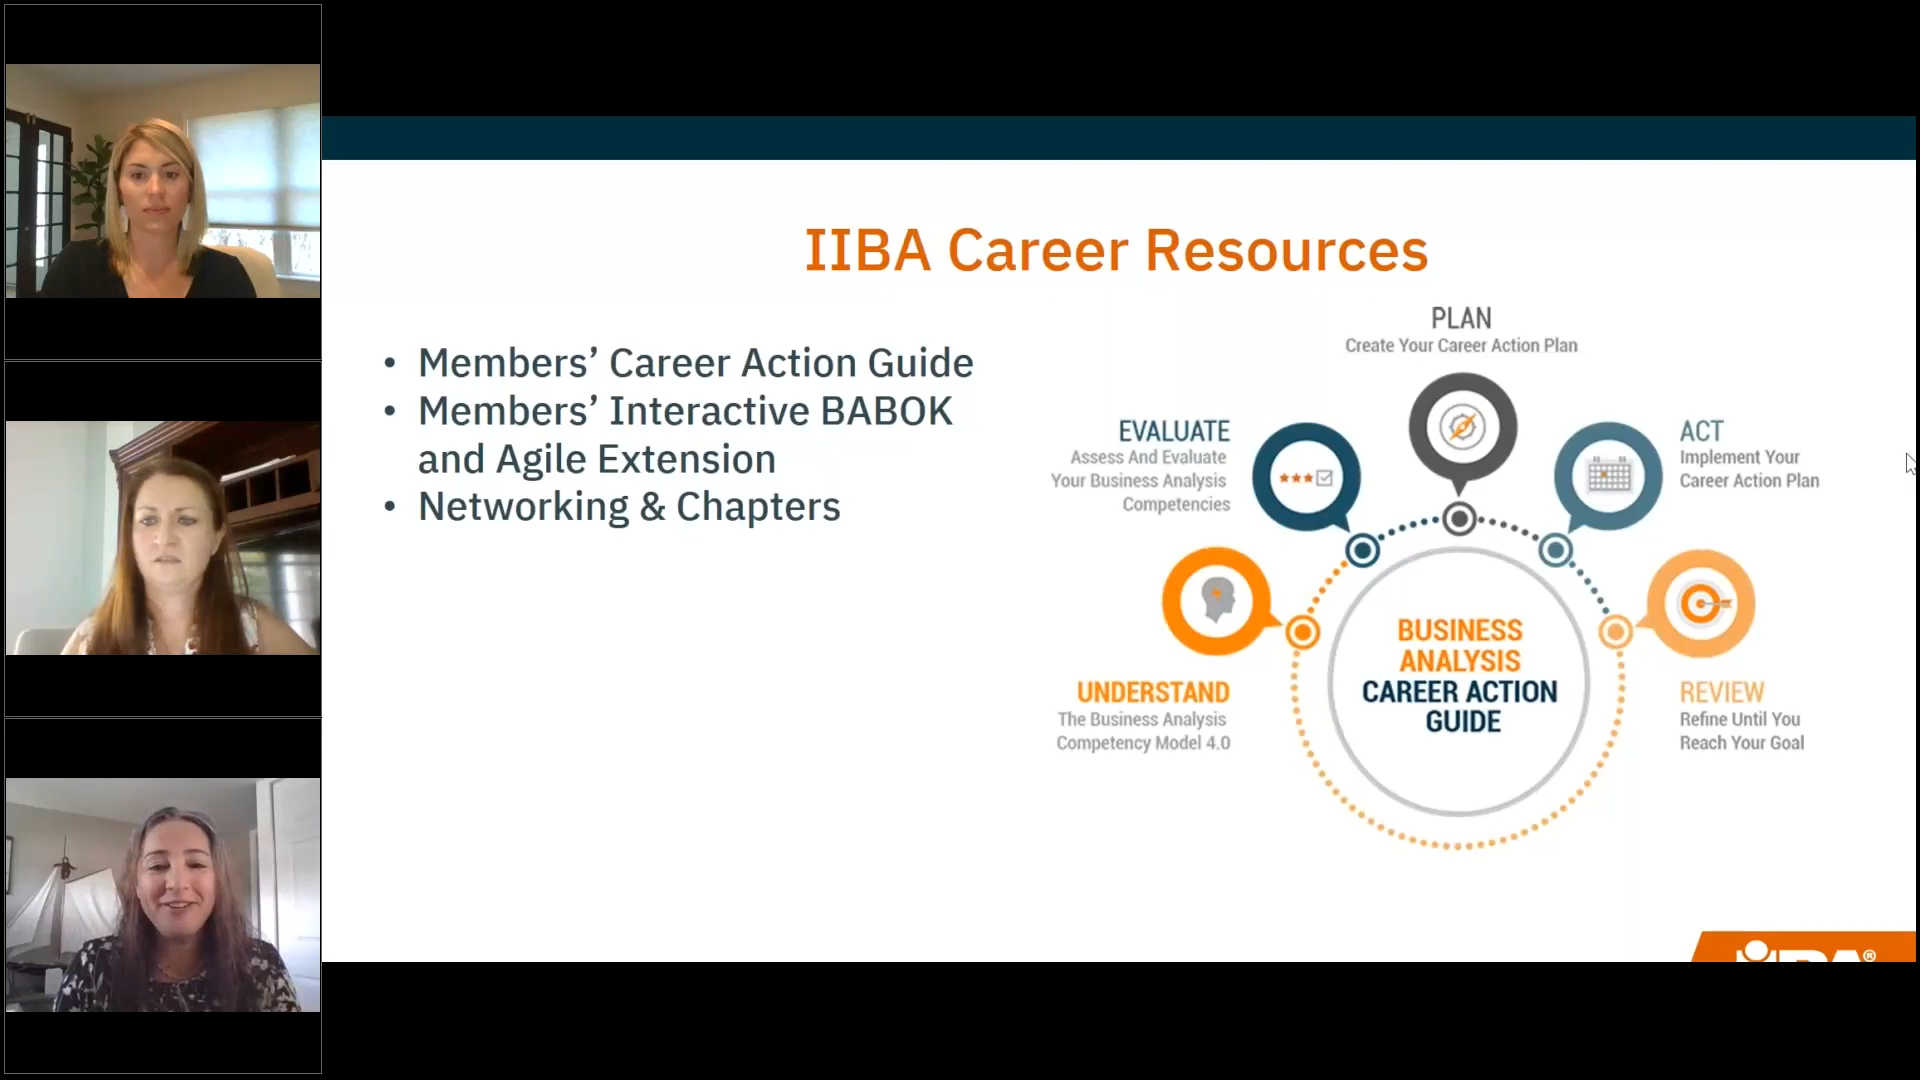 IIBA Career Resources
• Members’ Career Action Guide
• Members’ Interactive BABOK
and Agile Extension
• Networking & Chapters
PLAN
Create Your Career Action Plan
EVALUATE
Assess And Evaluate
Your Business Analysis
Competencies
ACT
Implement Your
Career Action Plan
UNDERSTAND
The Business Analysis
Competency Model 4.0
BUSINESS
ANALYSIS
CAREER ACTION
GUIDE
REVIEW
Refine Until You
Reach Your Goal